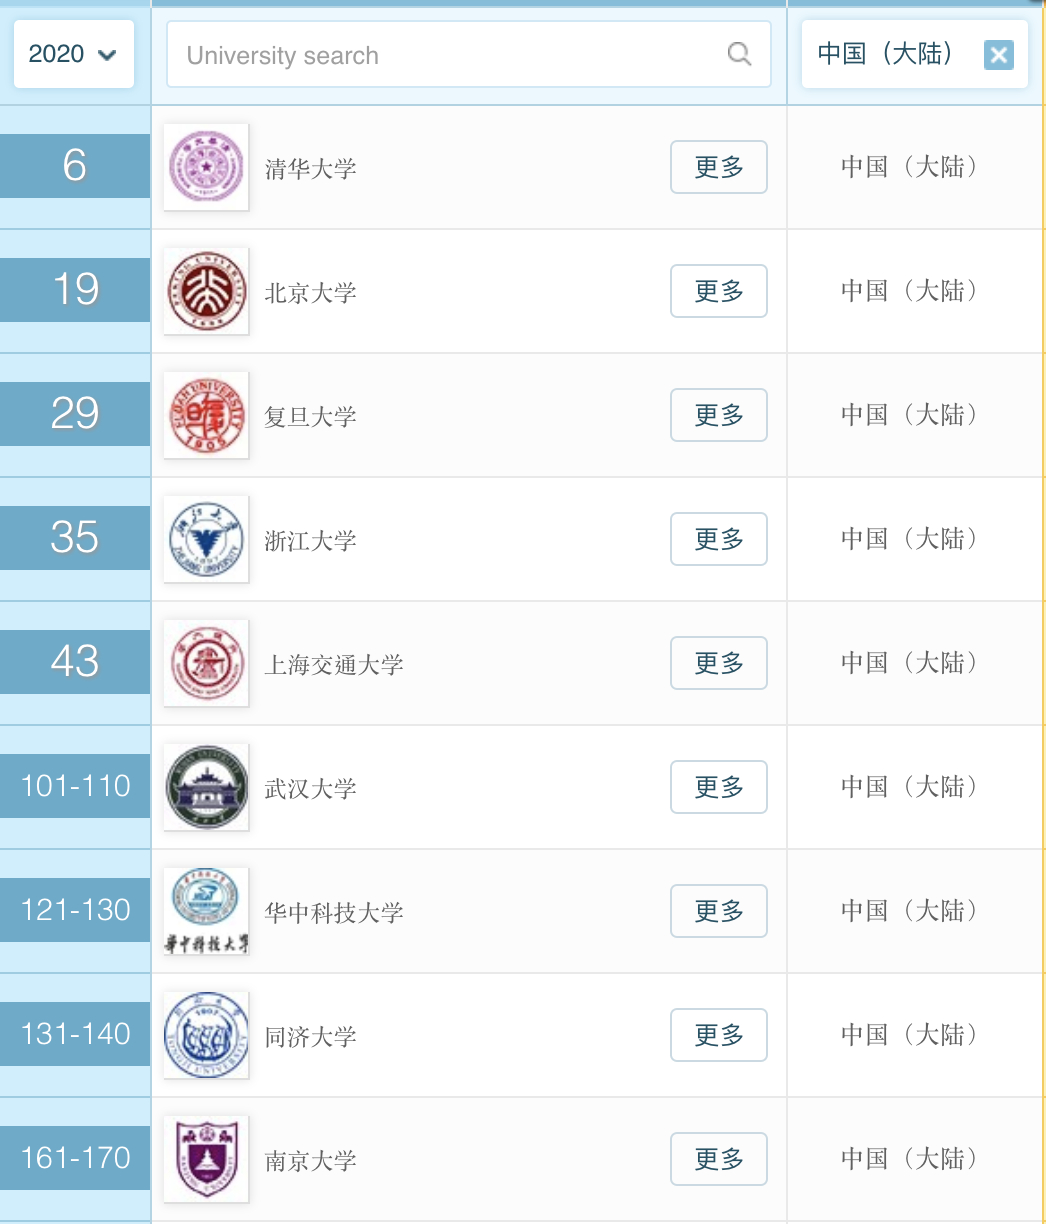 2020 University search 中国（大陆）
6 清华大学 更多 中国（大陆）
19 北京大学 更多 中国（大陆）
29 复旦大学 更多 中国（大陆）
35 浙江大学 更多 中国（大陆）
43 上海交通大学 更多 中国（大陆）
101-110 武汉大学 更多 中国（大陆）
121-130 华中科技大学 更多 中国（大陆）
華中科技大学
131-140 同济大学 更多 中国（大陆）
161-170 南京大学 更多 中国（大陆）